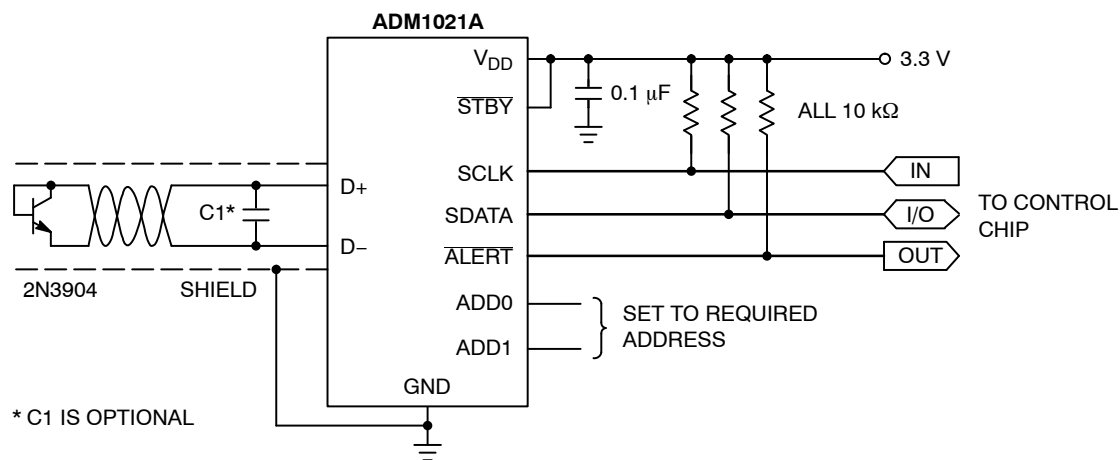 ADM1021A
V_DD
3.3 V
STBY
0.1 μF
ALL 10 kΩ
D+
SCLK
IN
C1*
SDATA
I/O
TO CONTROL
CHIP
D−
ALERT
OUT
2N3904
SHIELD
ADD0
SET TO REQUIRED
ADDRESS
ADD1
GND
* C1 IS OPTIONAL